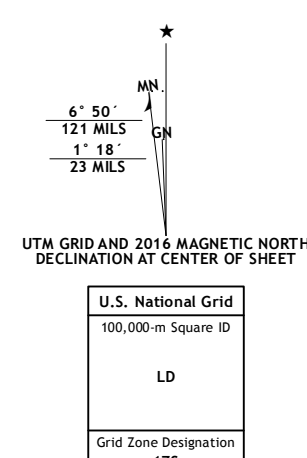 ★
MN
6° 50´
121 MILS
GN
1° 18´
23 MILS
UTM GRID AND 2016 MAGNETIC NORTH
DECLINATION AT CENTER OF SHEET
U.S. National Grid
100,000-m Square ID
LD
Grid Zone Designation